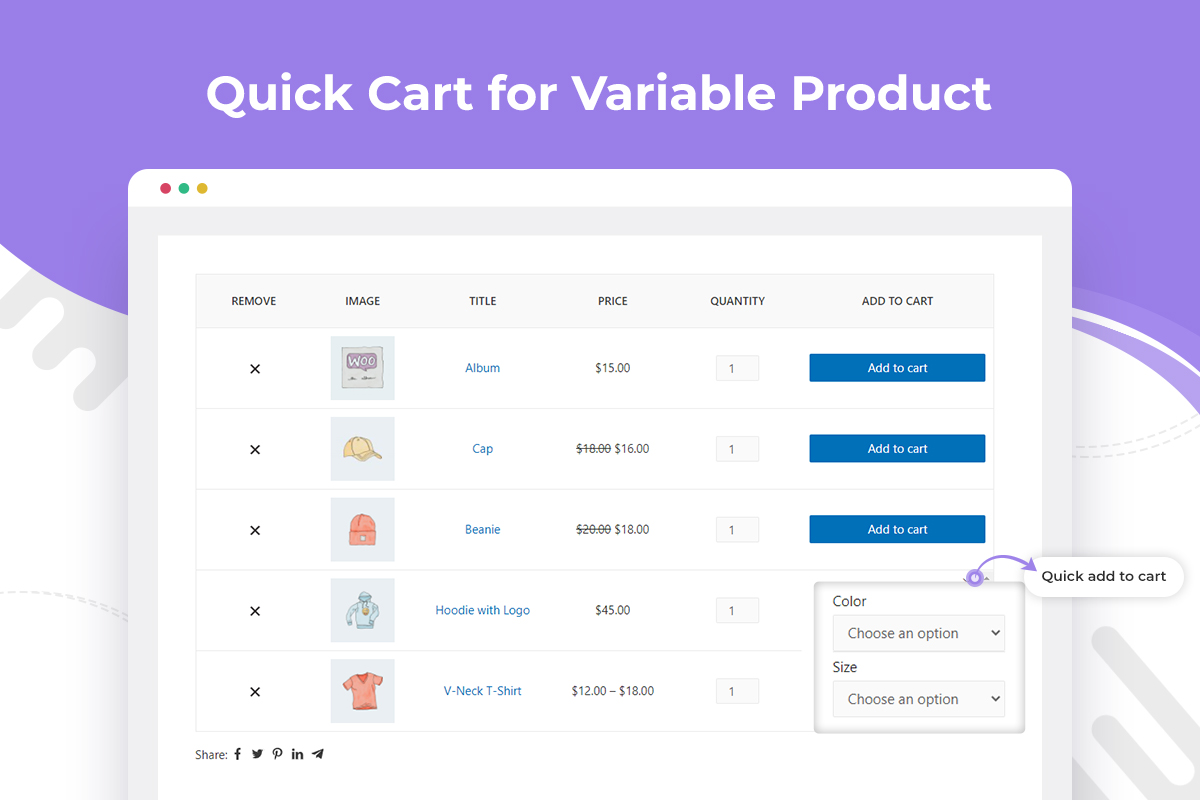 Quick Cart for Variable Product
REMOVE IMAGE TITLE PRICE QUANTITY ADD TO CART
WOO Album $15.00 1 Add to cart
Cap $18.00 $16.00 1 Add to cart
Beanie $20.00 $18.00 1 Add to cart
Quick add to cart
Hoodie with Logo $45.00 1
Color
Choose an option
Size
Choose an option
V-Neck T-Shirt $12.00 – $18.00 1
Share: